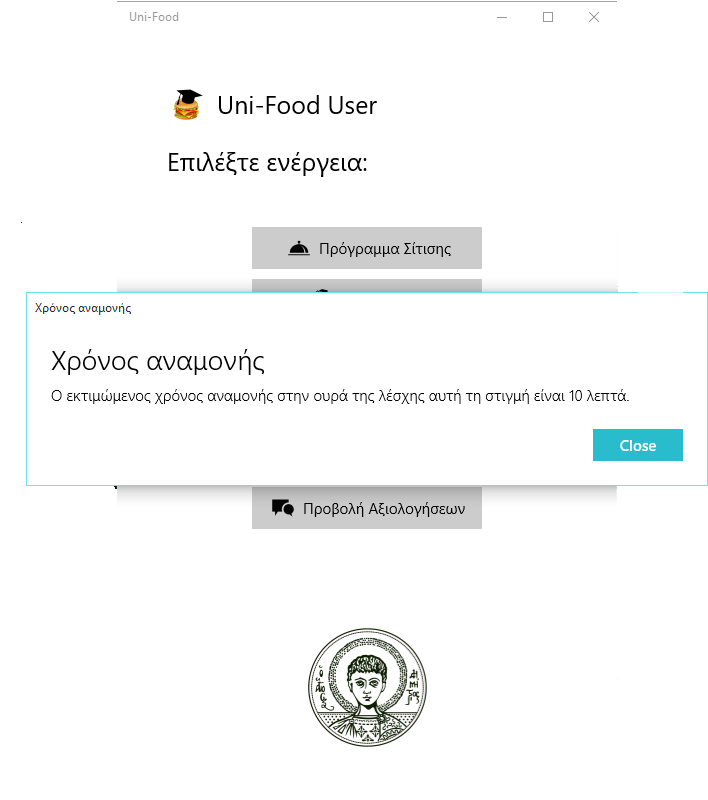 Uni-Food
Uni-Food User
Επιλέξτε ενέργεια:
Πρόγραμμα Σίτισης
Χρόνος αναμονής
Χρόνος αναμονής
Ο εκτιμώμενος χρόνος αναμονής στην ουρά της λέσχης αυτή τη στιγμή είναι 10 λεπτά.
Close
Προβολή Αξιολογήσεων